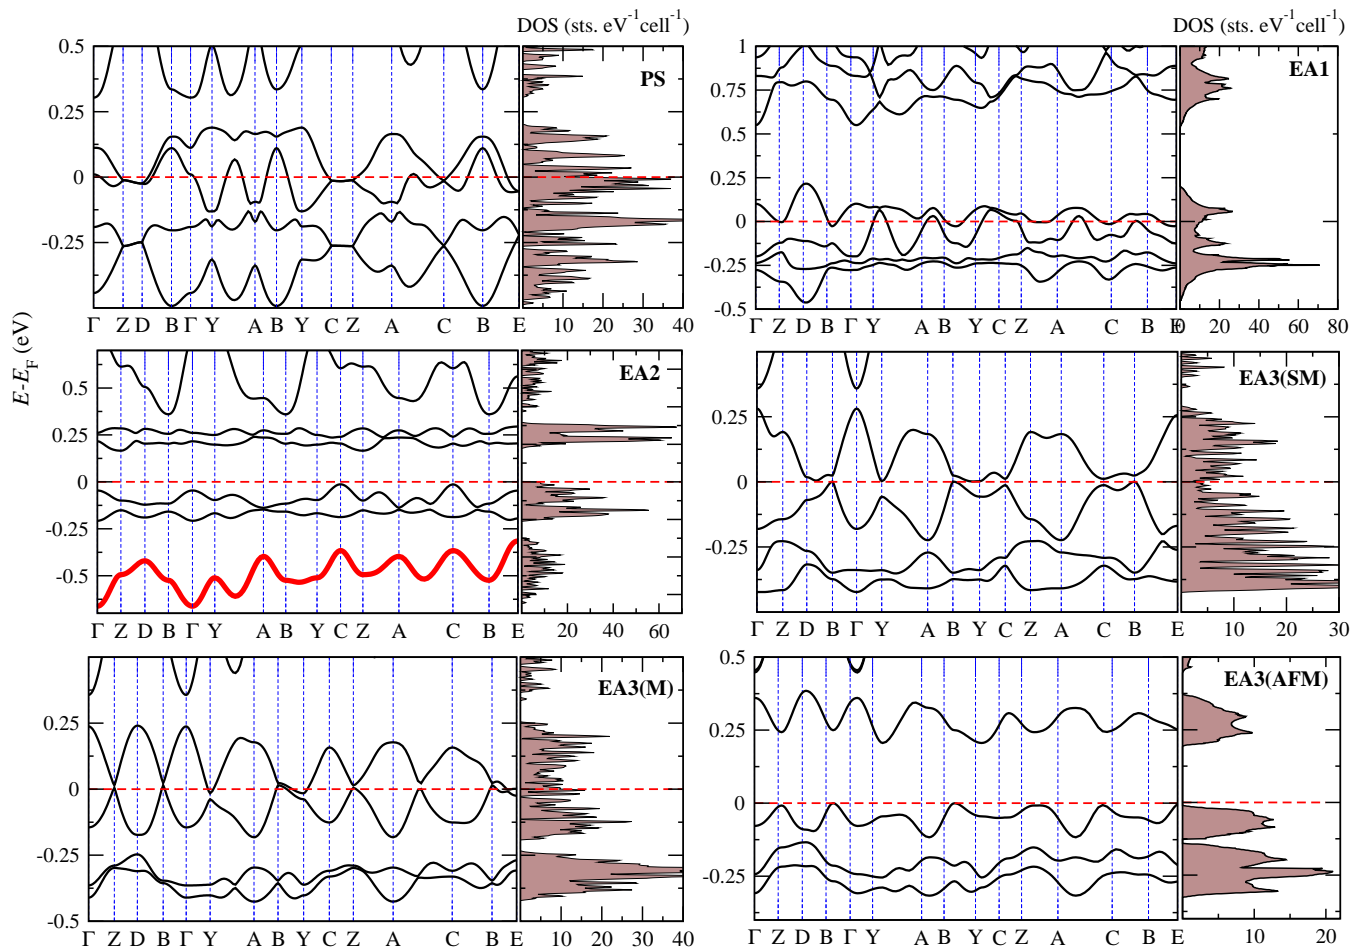 DOS (sts. eV⁻¹cell⁻¹)
DOS (sts. eV⁻¹cell⁻¹)
E-E_F (eV)
0.5
0.25
0
-0.25
PS
Γ Z D B Γ Y A B Y C Z A C B E
10 20 30 40
1
0.5
0
-0.25
-0.5
EA1
Γ Z D B Γ Y A B Y C Z A C B E
0 20 40 60 80
0.5
0.25
0
-0.25
-0.5
EA2
Γ Z D B Γ Y A B Y C Z A C B E
20 40 60
0.25
0
-0.25
EA3(SM)
Γ Z D B Γ Y A B Y C Z A C B E
10 20 30
0.25
0
-0.25
-0.5
EA3(M)
Γ Z D B Γ Y A B Y C Z A C B E
10 20 30 40
0.5
0.25
0
-0.25
EA3(AFM)
Γ Z D B Γ Y A B Y C Z A C B E
10 20